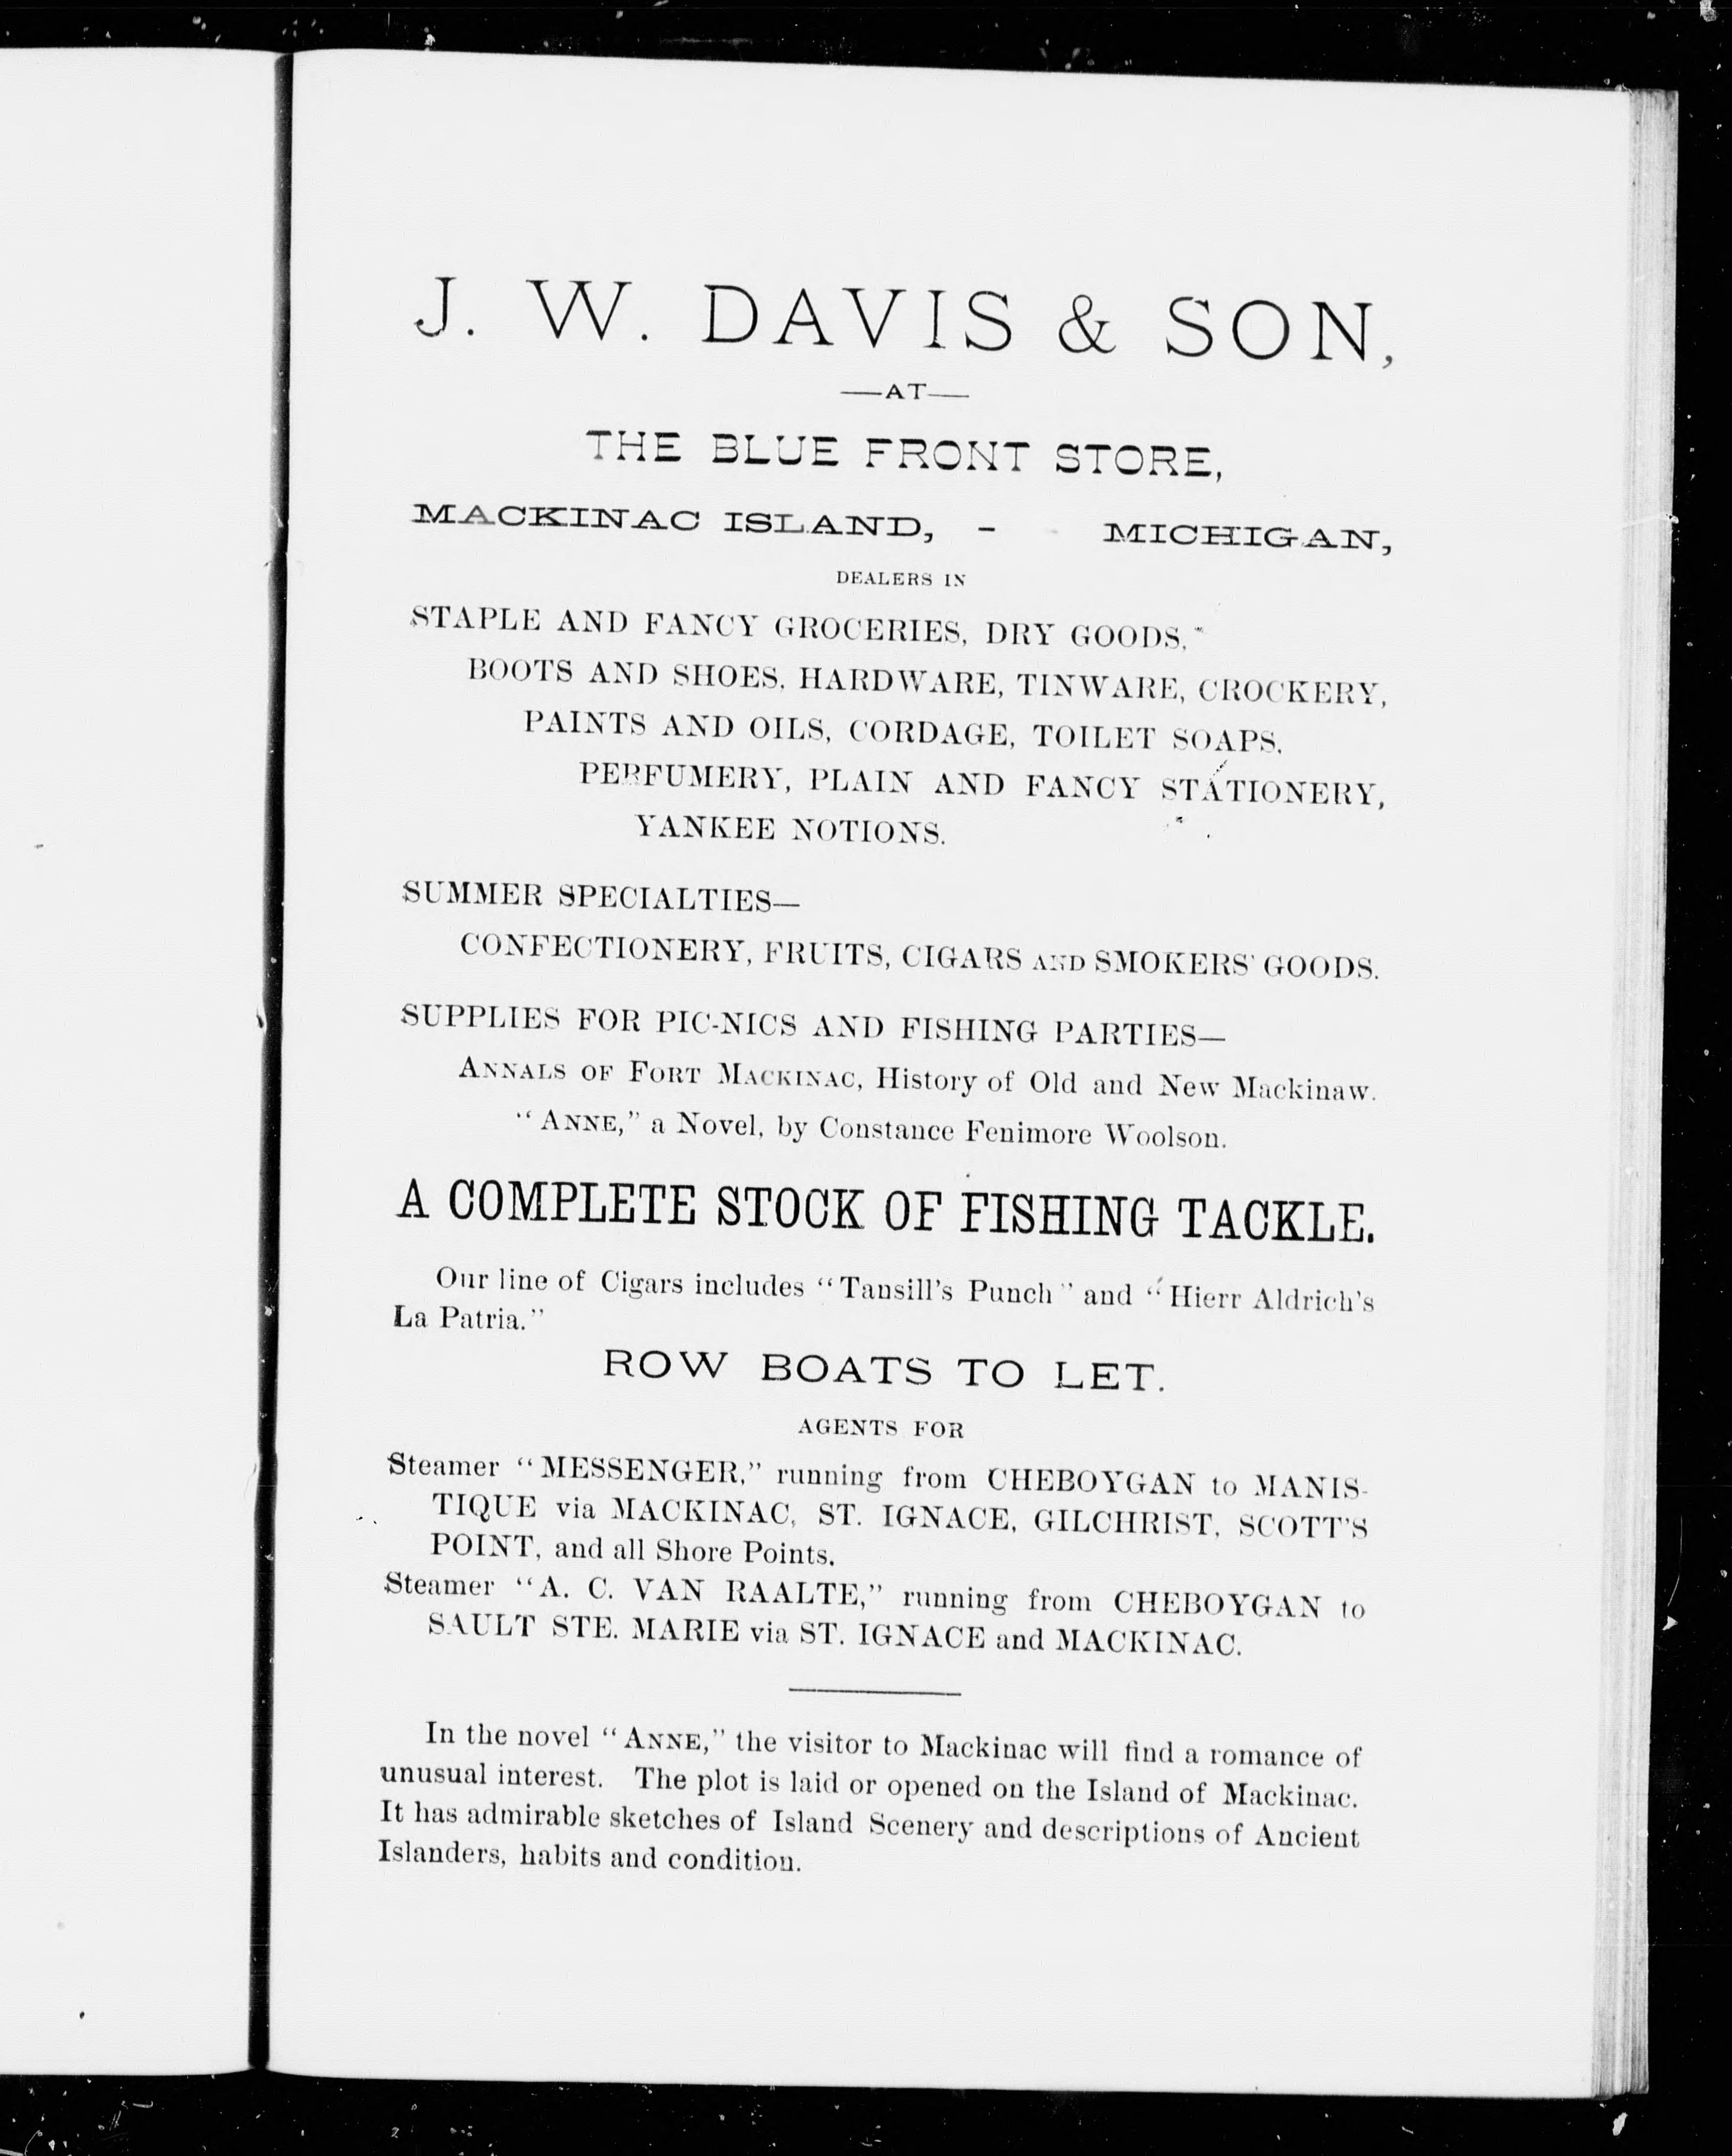 J. W. DAVIS & SON,
—AT—
THE BLUE FRONT STORE,
MACKINAC ISLAND, - MICHIGAN,
DEALERS IN
STAPLE AND FANCY GROCERIES, DRY GOODS,
BOOTS AND SHOES, HARDWARE, TINWARE, CROCKERY,
PAINTS AND OILS, CORDAGE, TOILET SOAPS,
PERFUMERY, PLAIN AND FANCY STATIONERY,
YANKEE NOTIONS.
SUMMER SPECIALTIES—
CONFECTIONERY, FRUITS, CIGARS AND SMOKERS' GOODS.
SUPPLIES FOR PIC-NICS AND FISHING PARTIES—
ANNALS OF FORT MACKINAC, History of Old and New Mackinaw.
"ANNE," a Novel, by Constance Fenimore Woolson.
A COMPLETE STOCK OF FISHING TACKLE.
Our line of Cigars includes "Tansill's Punch" and "Hierr Aldrich's
La Patria."
ROW BOATS TO LET.
AGENTS FOR
Steamer "MESSENGER," running from CHEBOYGAN to MANIS-
TIQUE via MACKINAC, ST. IGNACE, GILCHRIST, SCOTT'S
POINT, and all Shore Points.
Steamer "A. C. VAN RAALTE," running from CHEBOYGAN to
SAULT STE. MARIE via ST. IGNACE and MACKINAC.
In the novel "ANNE," the visitor to Mackinac will find a romance of
unusual interest. The plot is laid or opened on the Island of Mackinac.
It has admirable sketches of Island Scenery and descriptions of Ancient
Islanders, habits and condition.